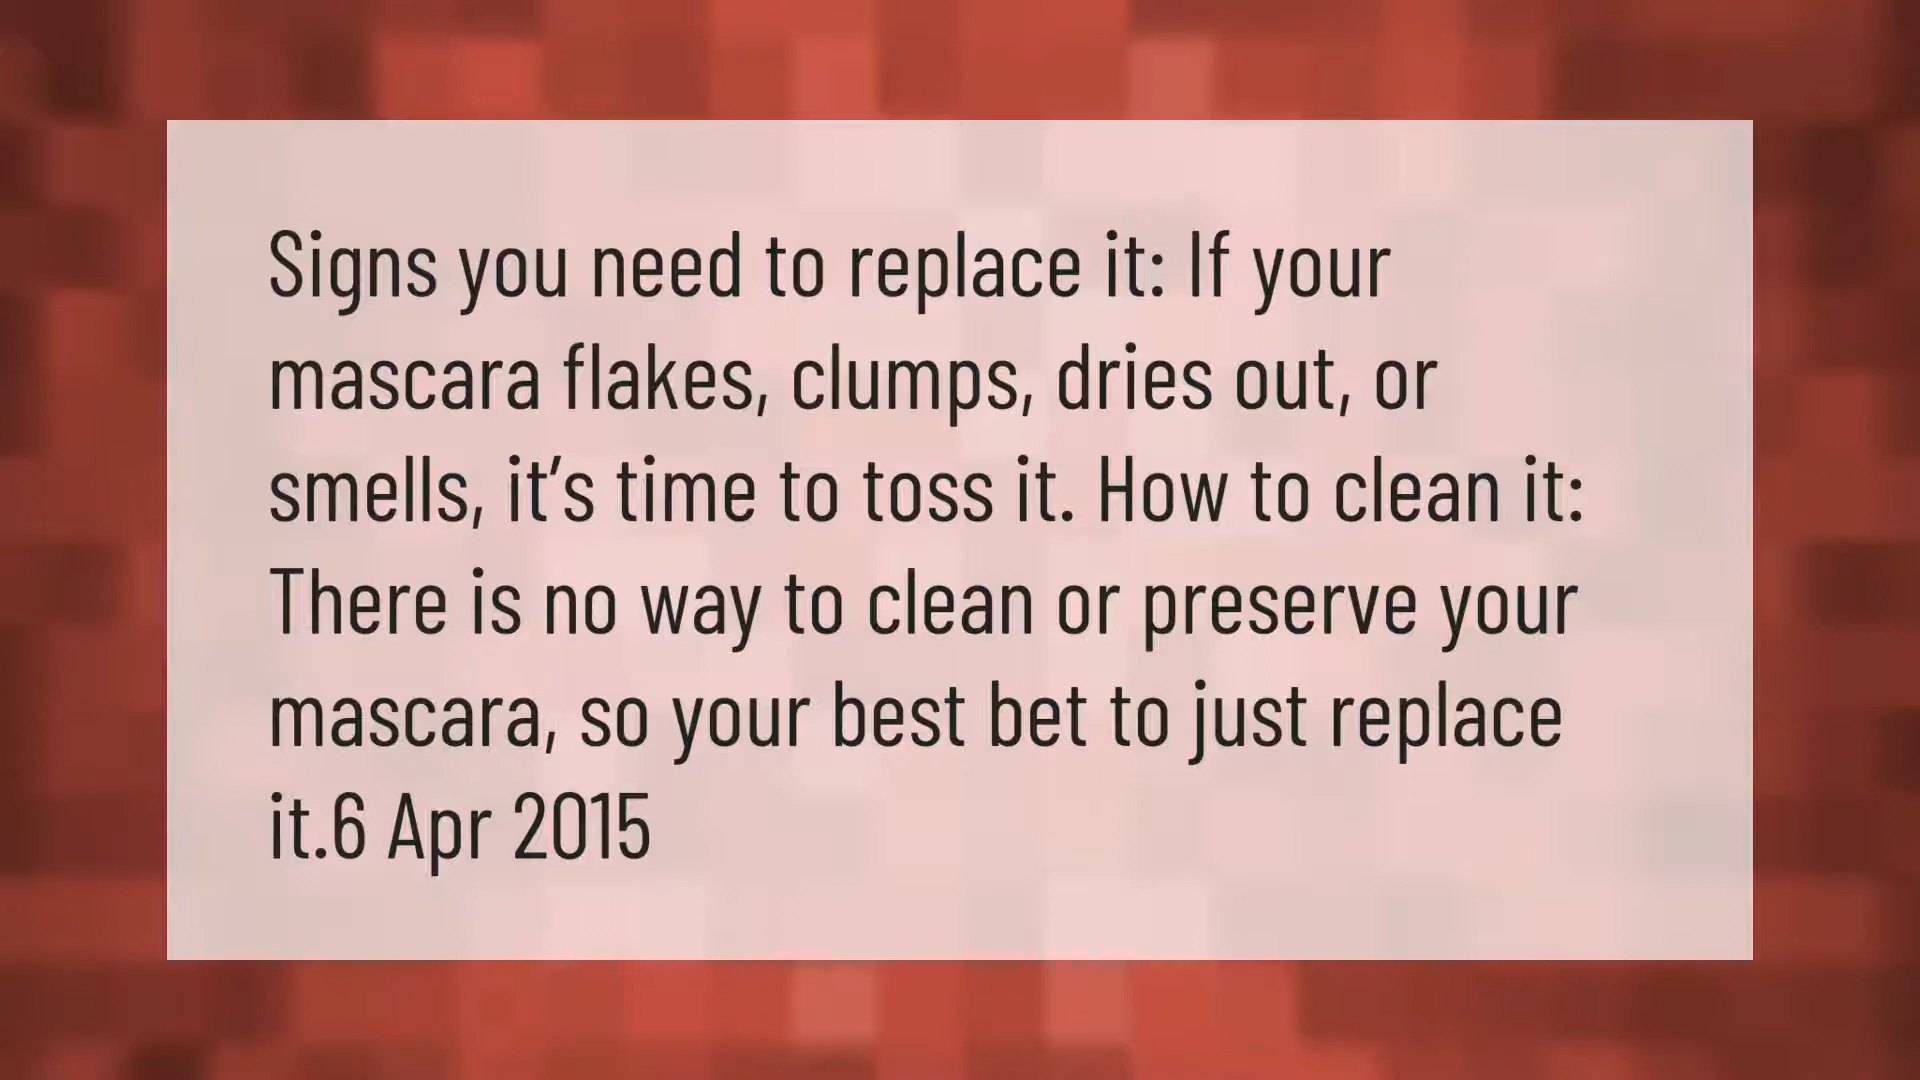 Signs you need to replace it: If your
mascara flakes, clumps, dries out, or
smells, it’s time to toss it. How to clean it:
There is no way to clean or preserve your
mascara, so your best bet to just replace
it.6 Apr 2015